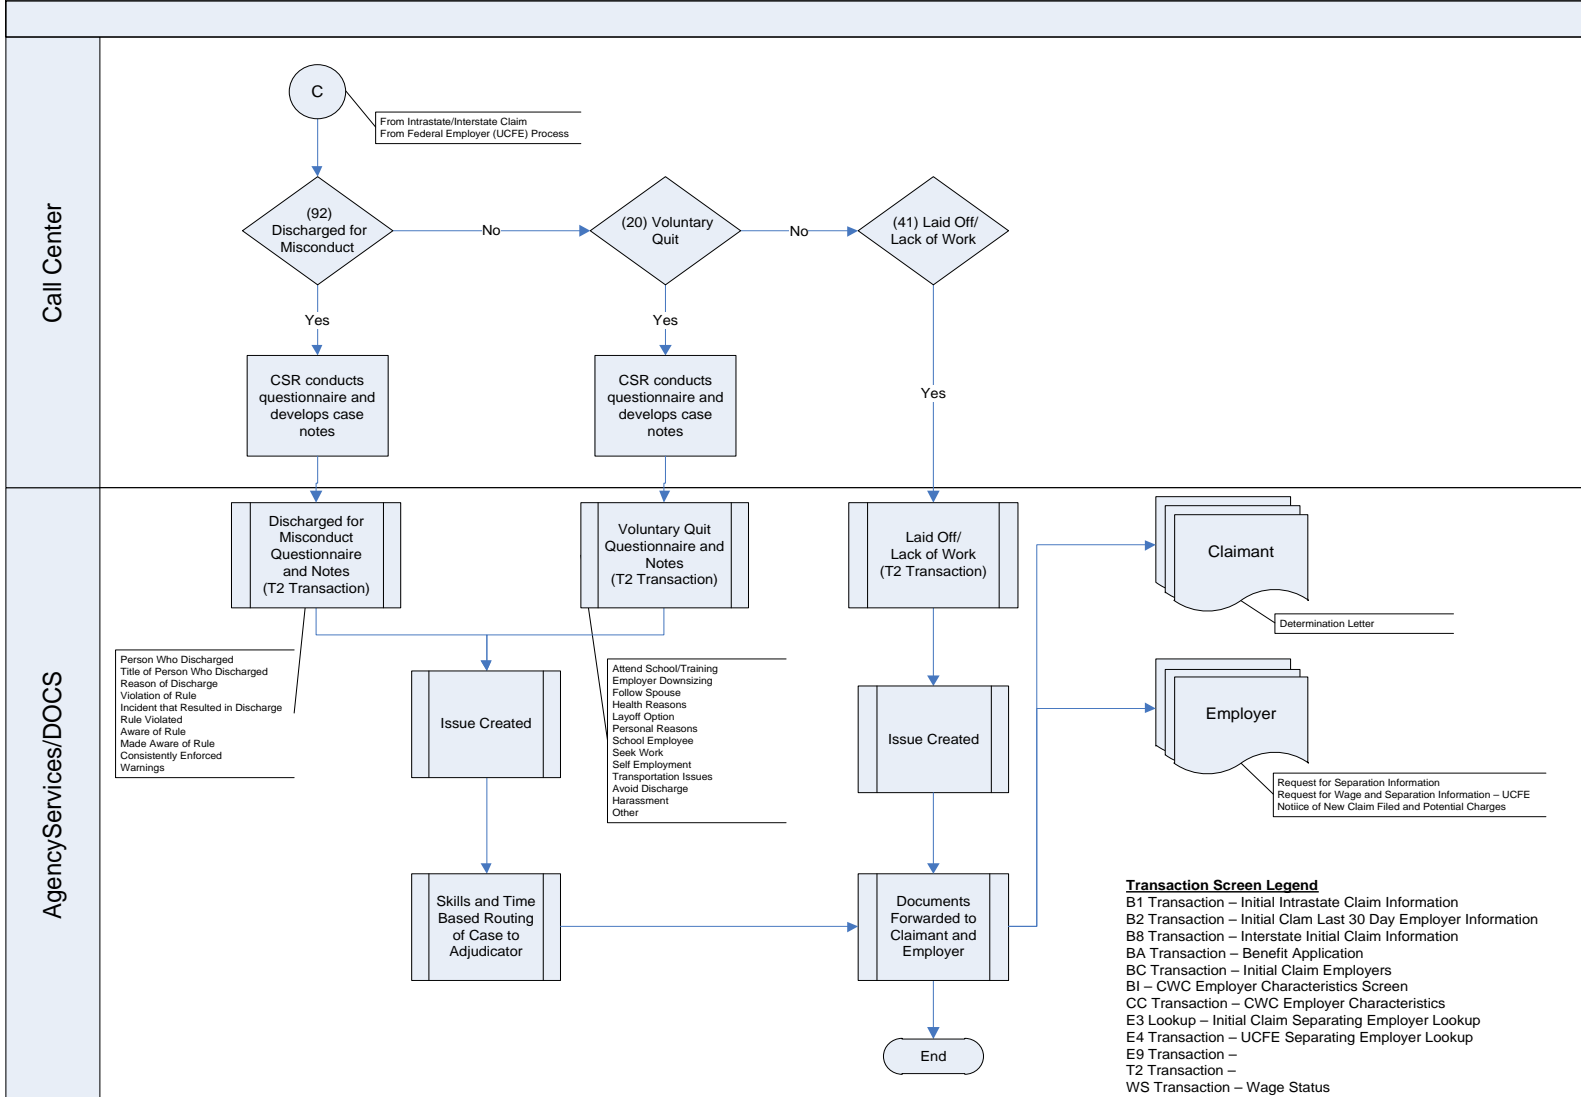 Call Center
C
From Intrastate/Interstate Claim
From Federal Employer (UCFE) Process
(92)
Discharged for
Misconduct
No
(20) Voluntary
Quit
No
(41) Laid Off/
Lack of Work
Yes
Yes
Yes
CSR conducts
questionnaire and
develops case
notes
CSR conducts
questionnaire and
develops case
notes
AgencyServices/DOCS
Discharged for
Misconduct
Questionnaire
and Notes
(T2 Transaction)
Voluntary Quit
Questionnaire and
Notes
(T2 Transaction)
Laid Off/
Lack of Work
(T2 Transaction)
Claimant
Determination Letter
Person Who Discharged
Title of Person Who Discharged
Reason of Discharge
Violation of Rule
Incident that Resulted in Discharge
Rule Violated
Aware of Rule
Made Aware of Rule
Consistently Enforced
Warnings
Issue Created
Attend School/Training
Employer Downsizing
Follow Spouse
Health Reasons
Layoff Option
Personal Reasons
School Employee
Seek Work
Self Employment
Transportation Issues
Avoid Discharge
Harassment
Other
Issue Created
Employer
Request for Separation Information
Request for Wage and Separation Information – UCFE
Notiice of New Claim Filed and Potential Charges
Skills and Time
Based Routing
of Case to
Adjudicator
Documents
Forwarded to
Claimant and
Employer
End
Transaction Screen Legend
B1 Transaction – Initial Intrastate Claim Information
B2 Transaction – Initial Clam Last 30 Day Employer Information
B8 Transaction – Interstate Initial Claim Information
BA Transaction – Benefit Application
BC Transaction – Initial Claim Employers
BI – CWC Employer Characteristics Screen
CC Transaction – CWC Employer Characteristics
E3 Lookup – Initial Claim Separating Employer Lookup
E4 Transaction – UCFE Separating Employer Lookup
E9 Transaction –
T2 Transaction –
WS Transaction – Wage Status